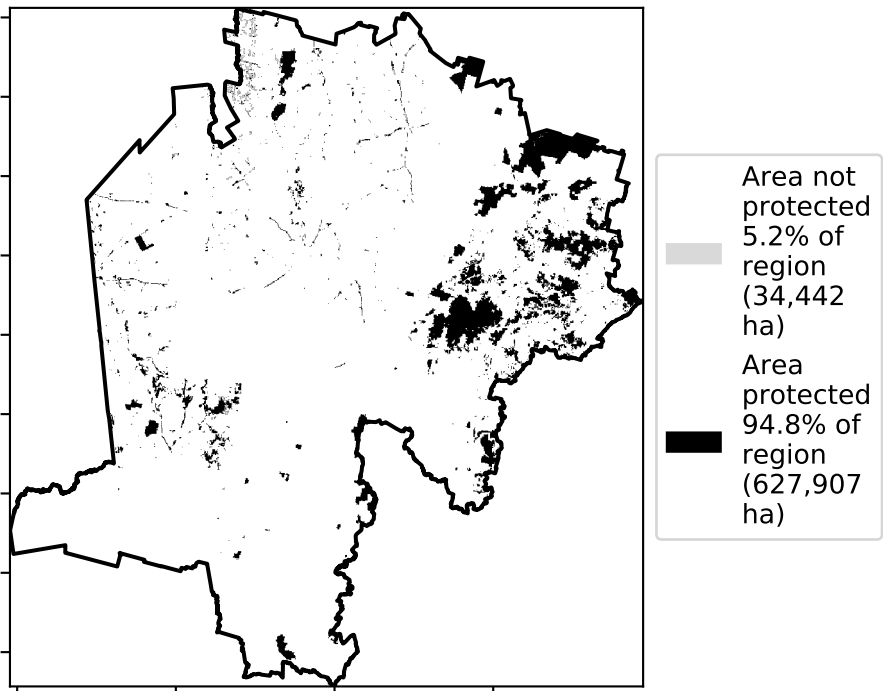 Area not
protected
5.2% of
region
(34,442
ha)
Area
protected
94.8% of
region
(627,907
ha)